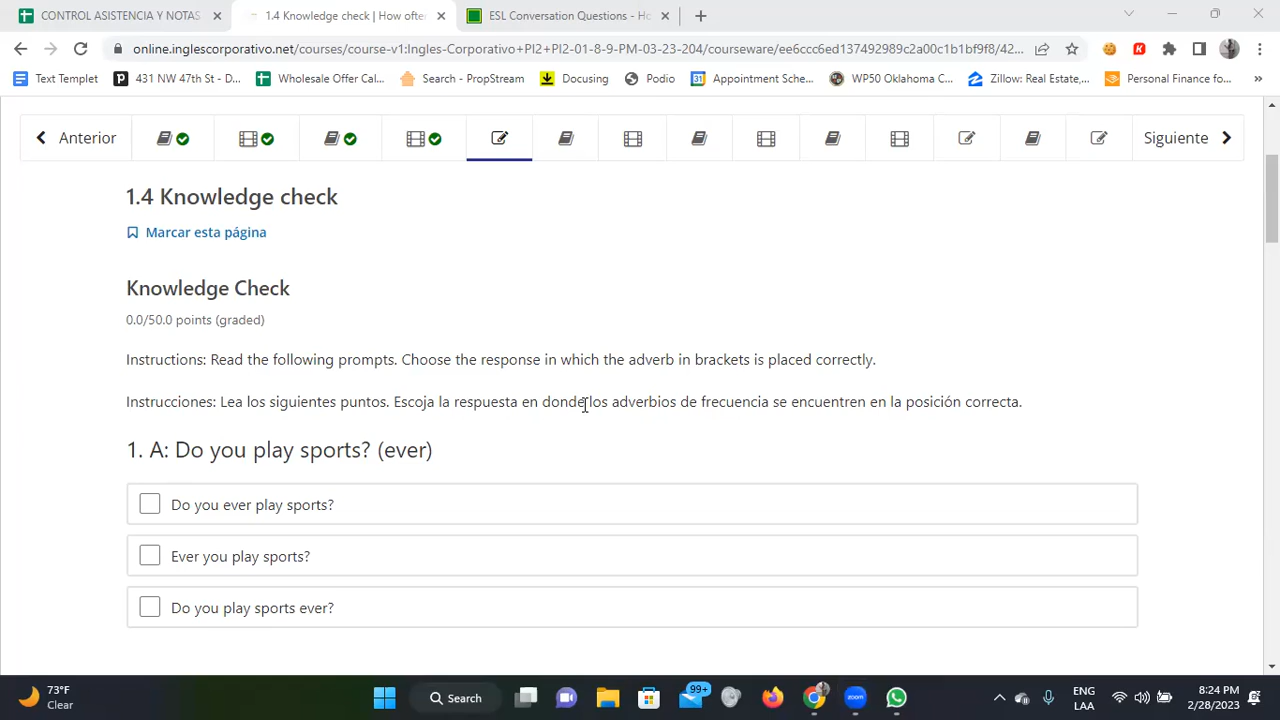 CONTROL ASISTENCIA Y NOTAS
1.4 Knowledge check | How ofte
ESL Conversation Questions - Ho
online.inglescorporativo.net/courses/course-v1:Ingles-Corporativo+PI2+PI2-01-8-9-PM-03-23-204/courseware/ee6ccc6ed137492989c2a00c1b1bf9f8/42...
Text Templet
431 NW 47th St - D...
Wholesale Offer Cal...
Search - PropStream
Docusing
Podio
Appointment Sche...
WP50 Oklahoma C...
Zillow: Real Estate,...
Personal Finance fo...
»
Anterior
Siguiente
1.4 Knowledge check
Marcar esta página
Knowledge Check
0.0/50.0 points (graded)
Instructions: Read the following prompts. Choose the response in which the adverb in brackets is placed correctly.
Instrucciones: Lea los siguientes puntos. Escoja la respuesta en donde los adverbios de frecuencia se encuentren en la posición correcta.
1. A: Do you play sports? (ever)
Do you ever play sports?
Ever you play sports?
Do you play sports ever?
73°F
Clear
Search
99+
ENG
LAA
8:24 PM
2/28/2023